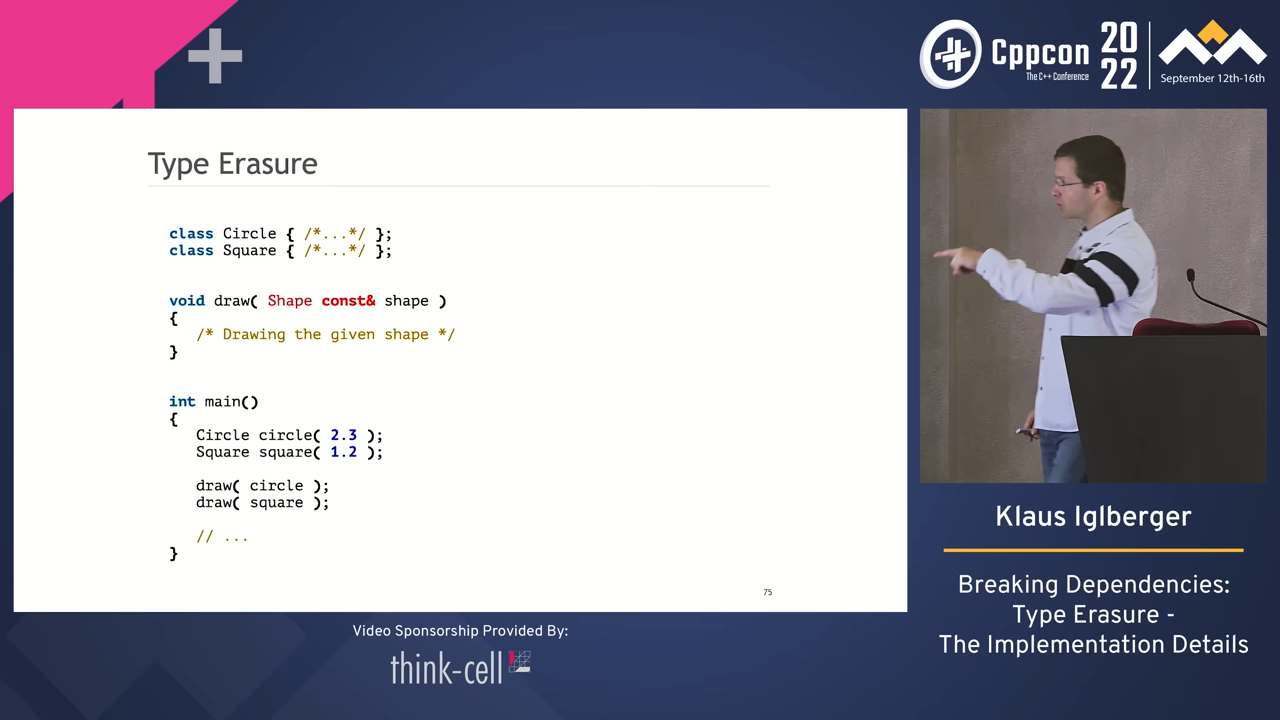 Cppcon
The C++ Conference
20
22
September 12th-16th
Type Erasure
class Circle { /*...*/ };
class Square { /*...*/ };
void draw( Shape const& shape )
{
/* Drawing the given shape */
}
int main()
{
Circle circle( 2.3 );
Square square( 1.2 );
draw( circle );
draw( square );
// ...
}
75
Klaus Iglberger
Breaking Dependencies:
Type Erasure -
The Implementation Details
Video Sponsorship Provided By:
think-cell